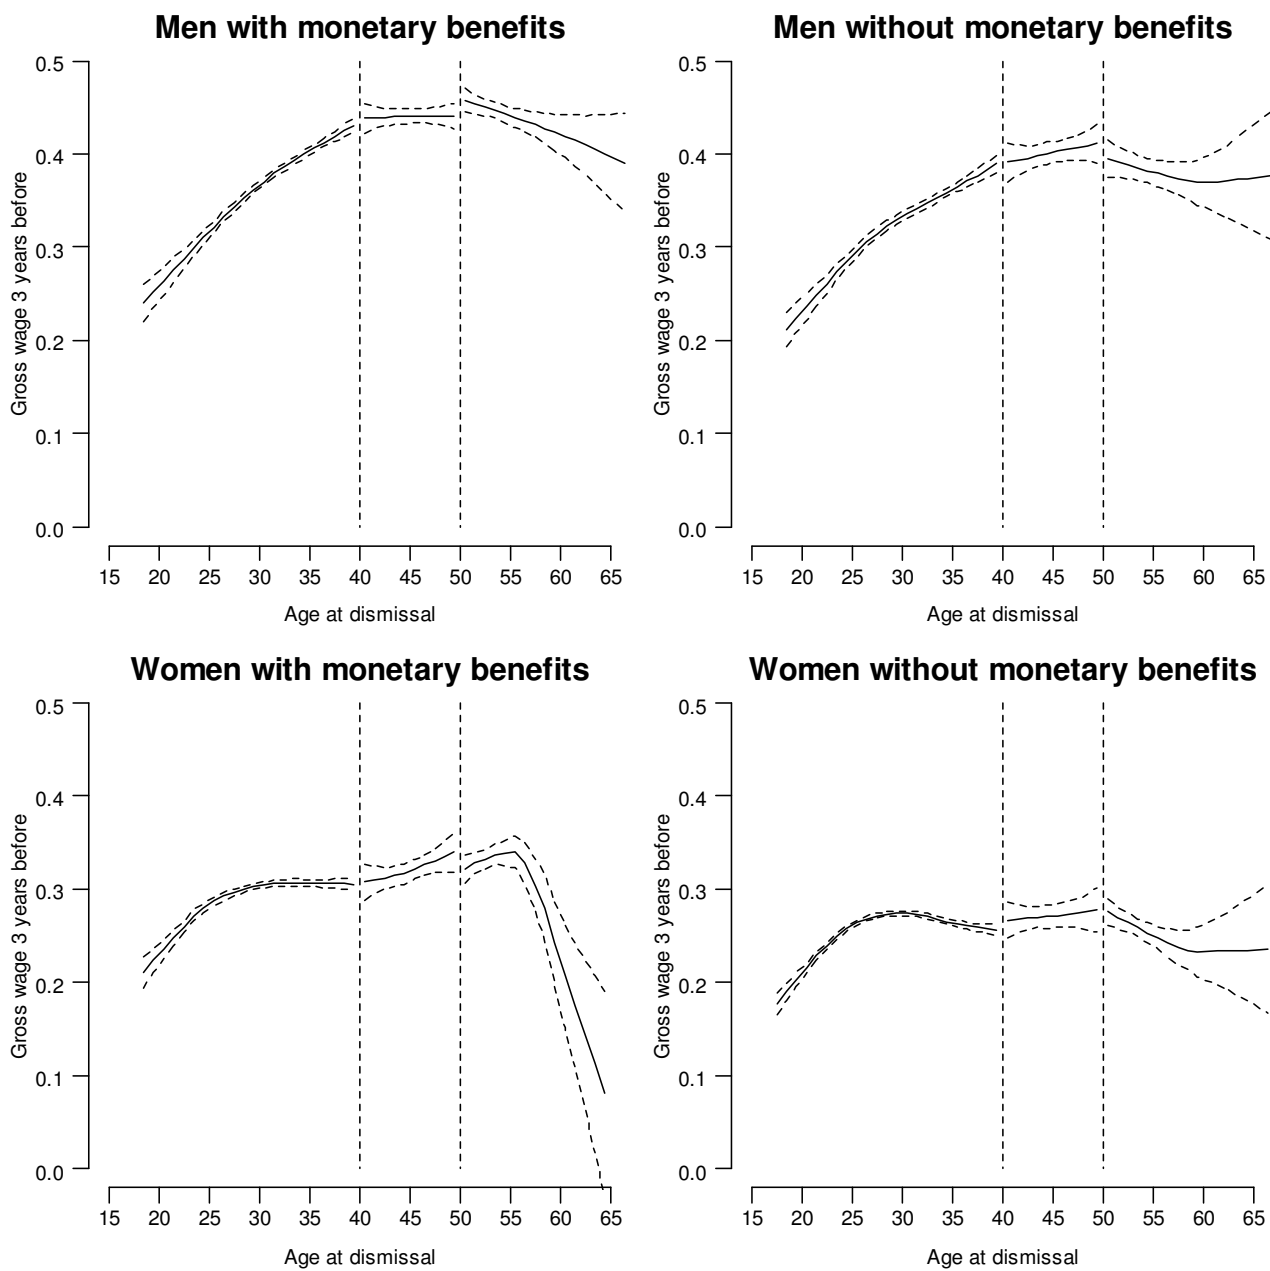 Men with monetary benefits
Gross wage 3 years before
0.5
0.4
0.3
0.2
0.1
0.0
15 20 25 30 35 40 45 50 55 60 65
Age at dismissal
Men without monetary benefits
Gross wage 3 years before
0.5
0.4
0.3
0.2
0.1
0.0
15 20 25 30 35 40 45 50 55 60 65
Age at dismissal
Women with monetary benefits
Gross wage 3 years before
0.5
0.4
0.3
0.2
0.1
0.0
15 20 25 30 35 40 45 50 55 60 65
Age at dismissal
Women without monetary benefits
Gross wage 3 years before
0.5
0.4
0.3
0.2
0.1
0.0
15 20 25 30 35 40 45 50 55 60 65
Age at dismissal